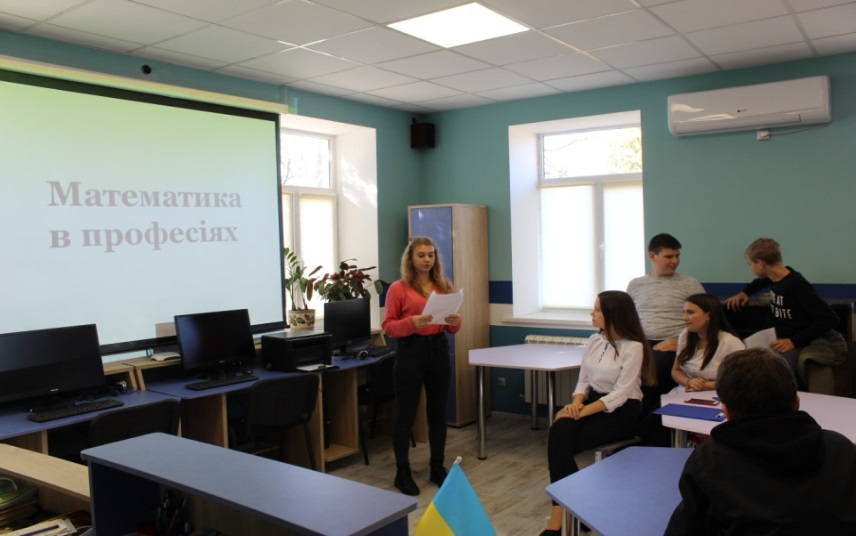 Математика
в професіях